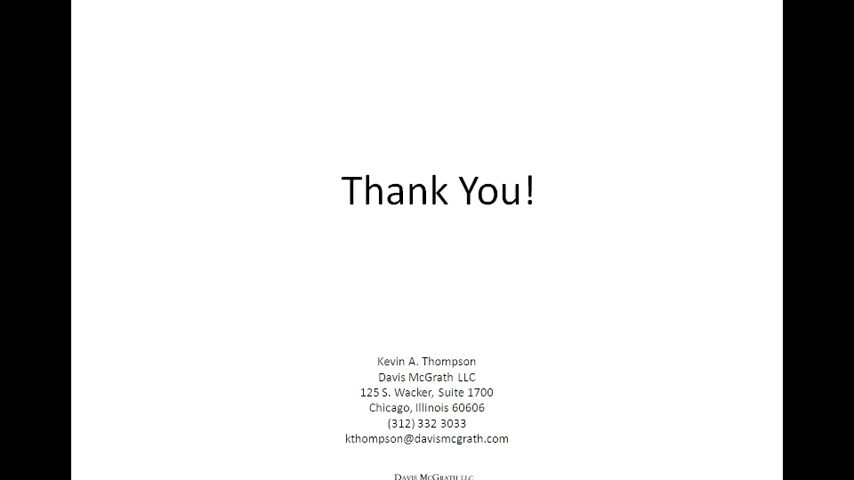 Thank You!
Kevin A. Thompson
Davis McGrath LLC
125 S. Wacker, Suite 1700
Chicago, Illinois 60606
(312) 332 3033
kthompson@davismcgrath.com
DAVIS MCGRATH LLC